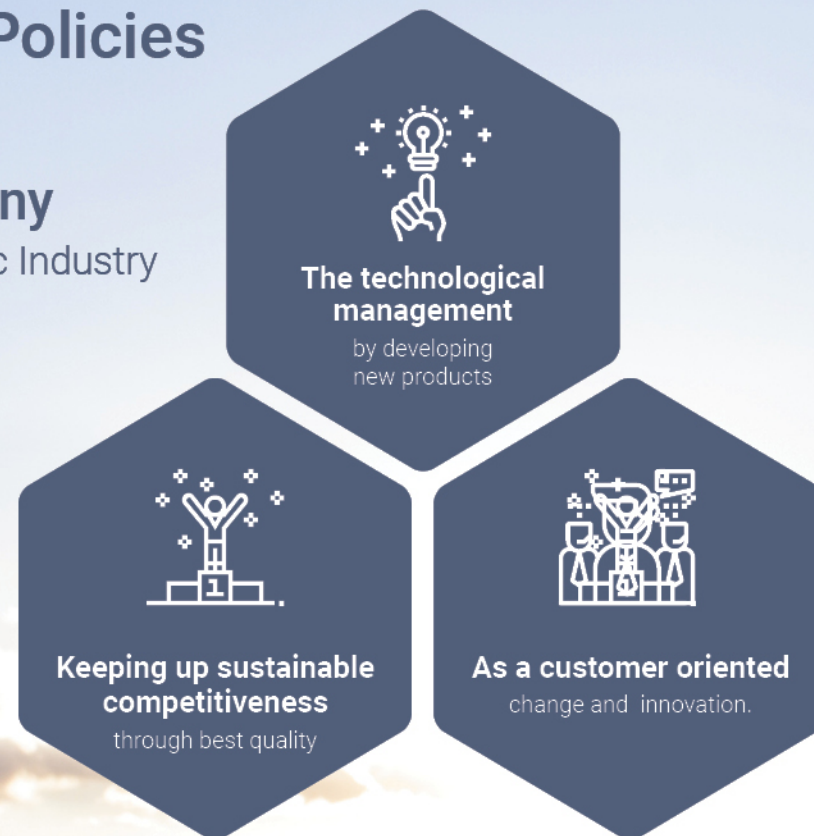 Policies
ny
c Industry
The technological
management
by developing
new products
1
Keeping up sustainable
competitiveness
through best quality
As a customer oriented
change and innovation.